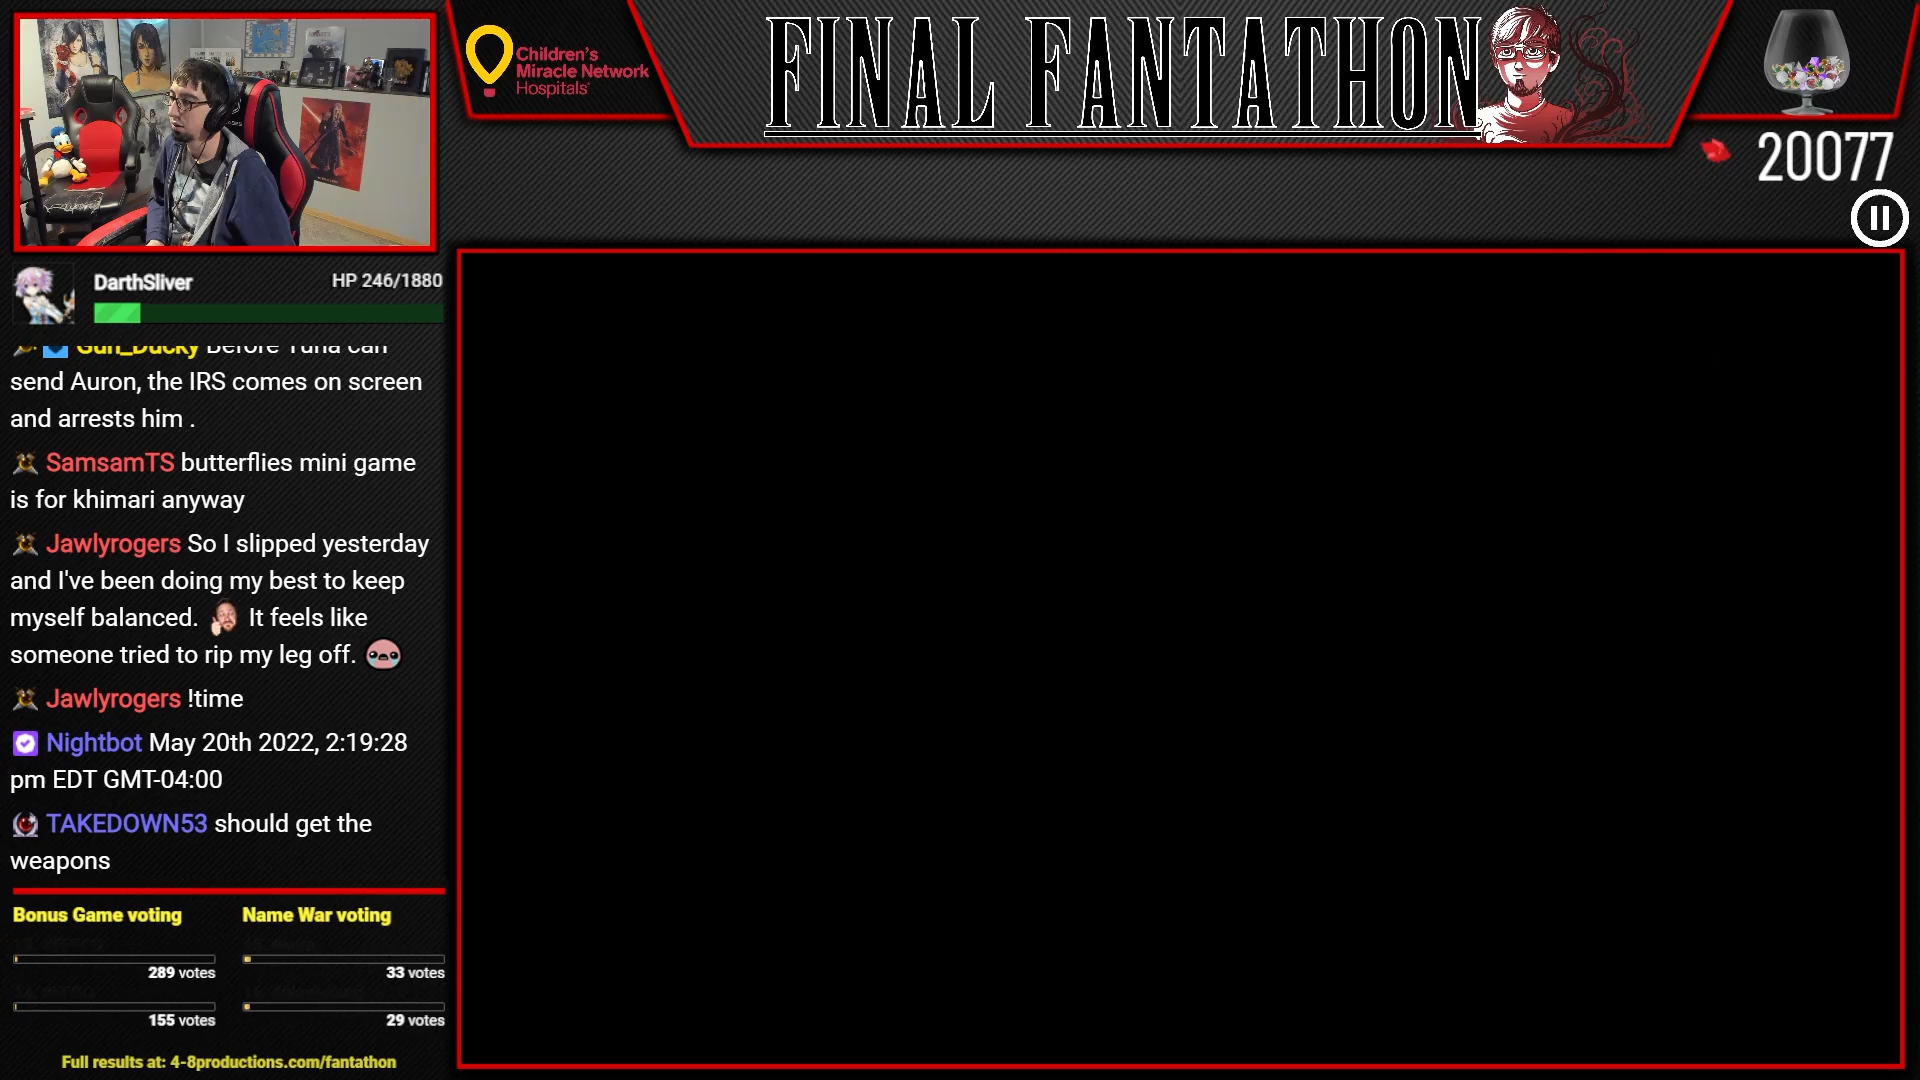 Children's
Miracle Network
Hospitals
FINAL FANTATHON
20077
DarthSliver
HP 246/1880
Gun_Ducky Before Yuna can
send Auron, the IRS comes on screen
and arrests him .
SamsamTS butterflies mini game
is for khimari anyway
Jawlyrogers So I slipped yesterday
and I've been doing my best to keep
myself balanced. It feels like
someone tried to rip my leg off.
Jawlyrogers !time
Nightbot May 20th 2022, 2:19:28
pm EDT GMT-04:00
TAKEDOWN53 should get the
weapons
Bonus Game voting
Name War voting
289 votes
33 votes
155 votes
29 votes
Full results at: 4-8productions.com/fantathon